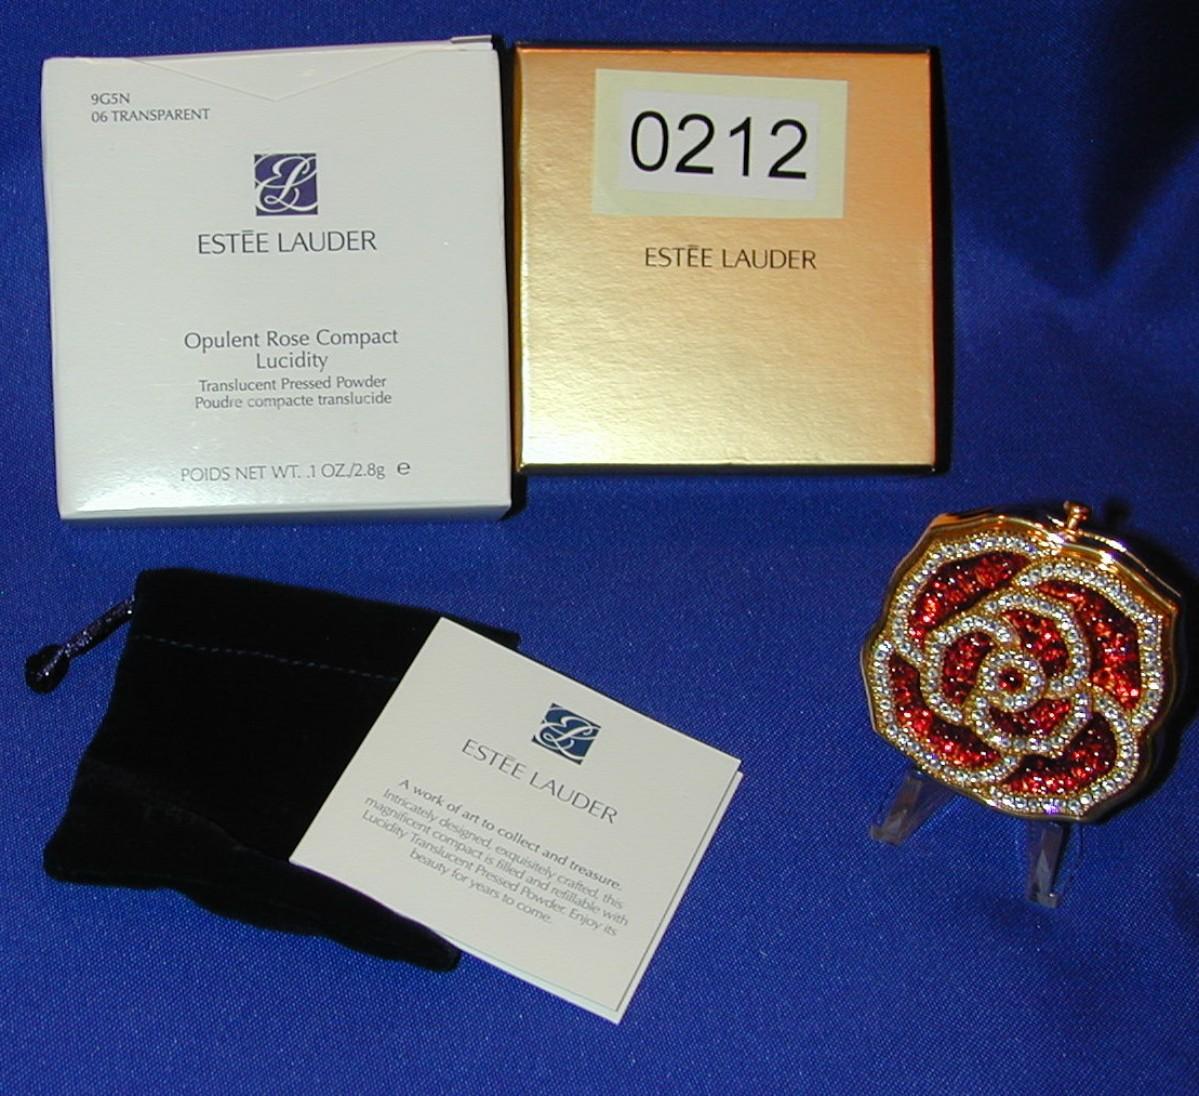 9G5N
06 TRANSPARENT
ESTĒE LAUDER
Opulent Rose Compact
Lucidity
Translucent Pressed Powder
Poudre compacte translucide
POIDS NET WT. .1 OZ./2.8g ℮
0212
ESTĒE LAUDER
ESTĒE LAUDER
A work of art to collect and treasure.
Intricately designed, exquisitely crafted, this
magnificent compact is filled and refillable with
Lucidity Translucent Pressed Powder. Enjoy its
beauty for years to come.